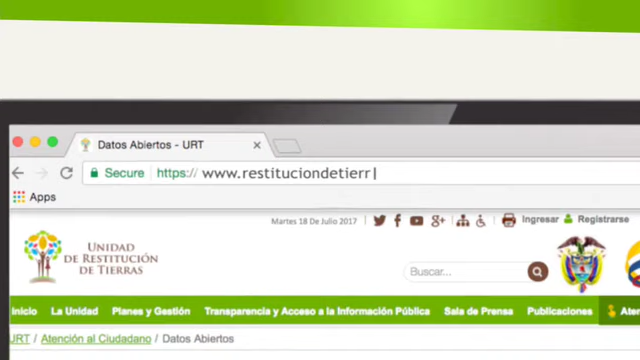 Datos Abiertos - URT
Secure https:// www.restituciondetierr
Apps
Martes 18 De Julio 2017 Ingresar Registrarse
UNIDAD
DE RESTITUCIÓN
DE TIERRAS
Buscar...
Inicio La Unidad Planes y Gestión Transparencia y Acceso a la Información Pública Sala de Prensa Publicaciones Aten
URT / Atención al Ciudadano / Datos Abiertos